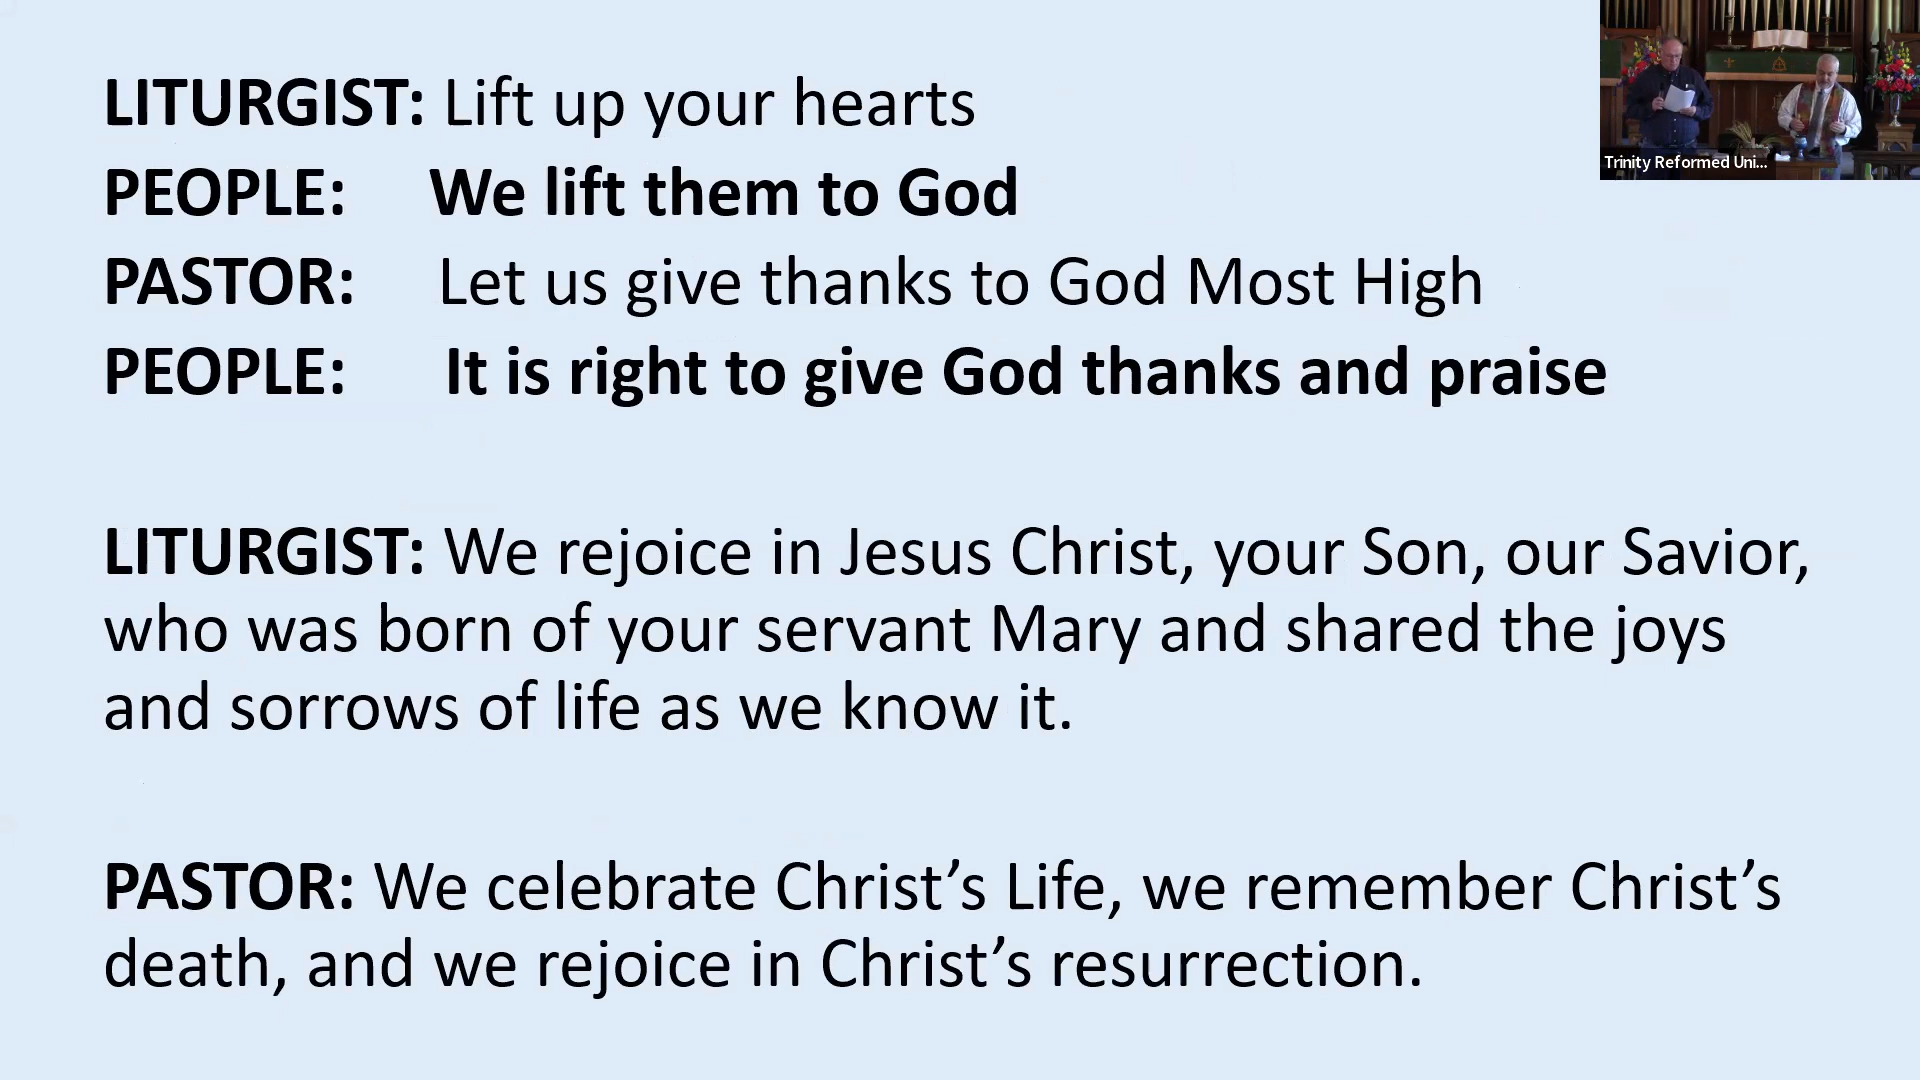 LITURGIST: Lift up your hearts
PEOPLE: We lift them to God
PASTOR: Let us give thanks to God Most High
PEOPLE: It is right to give God thanks and praise
LITURGIST: We rejoice in Jesus Christ, your Son, our Savior,
who was born of your servant Mary and shared the joys
and sorrows of life as we know it.
PASTOR: We celebrate Christ’s Life, we remember Christ’s
death, and we rejoice in Christ’s resurrection.
Trinity Reformed Uni...